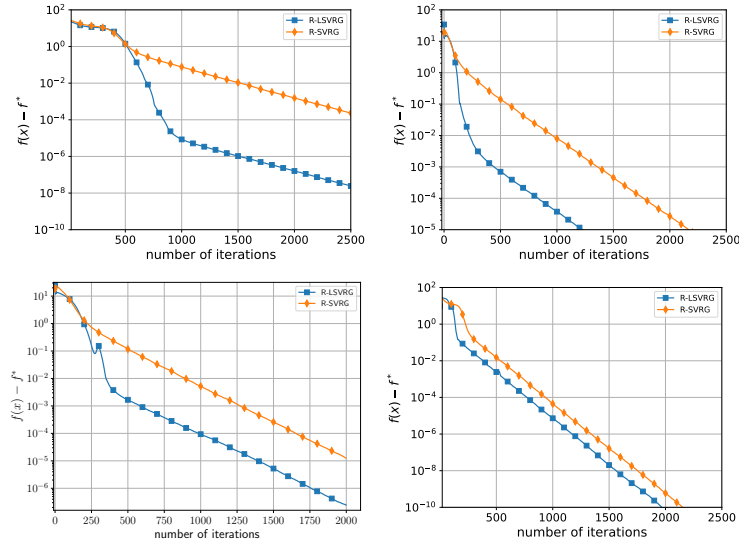 10^2
10^0
10^−2
10^−4
10^−6
10^−8
10^−10
f(x) − f*
R-LSVRG
R-SVRG
500 1000 1500 2000 2500
number of iterations
10^2
10^1
10^0
10^−1
10^−2
10^−3
10^−4
10^−5
f(x) − f*
R-LSVRG
R-SVRG
0 500 1000 1500 2000 2500
number of iterations
10^1
10^0
10^−1
10^−2
10^−3
10^−4
10^−5
10^−6
f(x) − f*
R-LSVRG
R-SVRG
0 250 500 750 1000 1250 1500 1750 2000
number of iterations
10^2
10^0
10^−2
10^−4
10^−6
10^−8
10^−10
f(x) − f*
R-LSVRG
R-SVRG
500 1000 1500 2000 2500
number of iterations